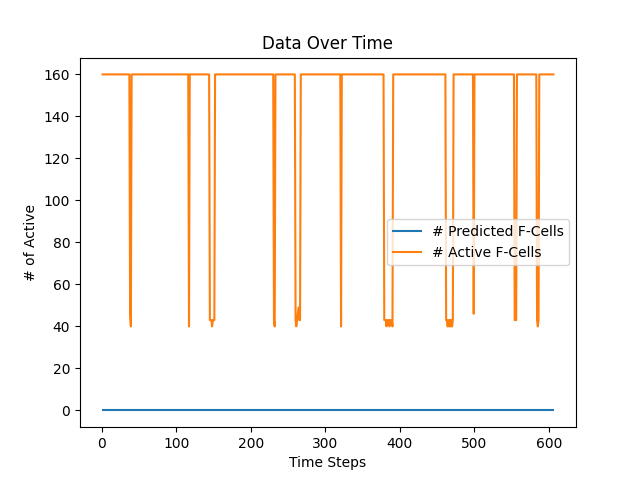 Data Over Time
160
140
120
100
80
60
40
20
0
# of Active
# Predicted F-Cells
# Active F-Cells
0 100 200 300 400 500 600
Time Steps